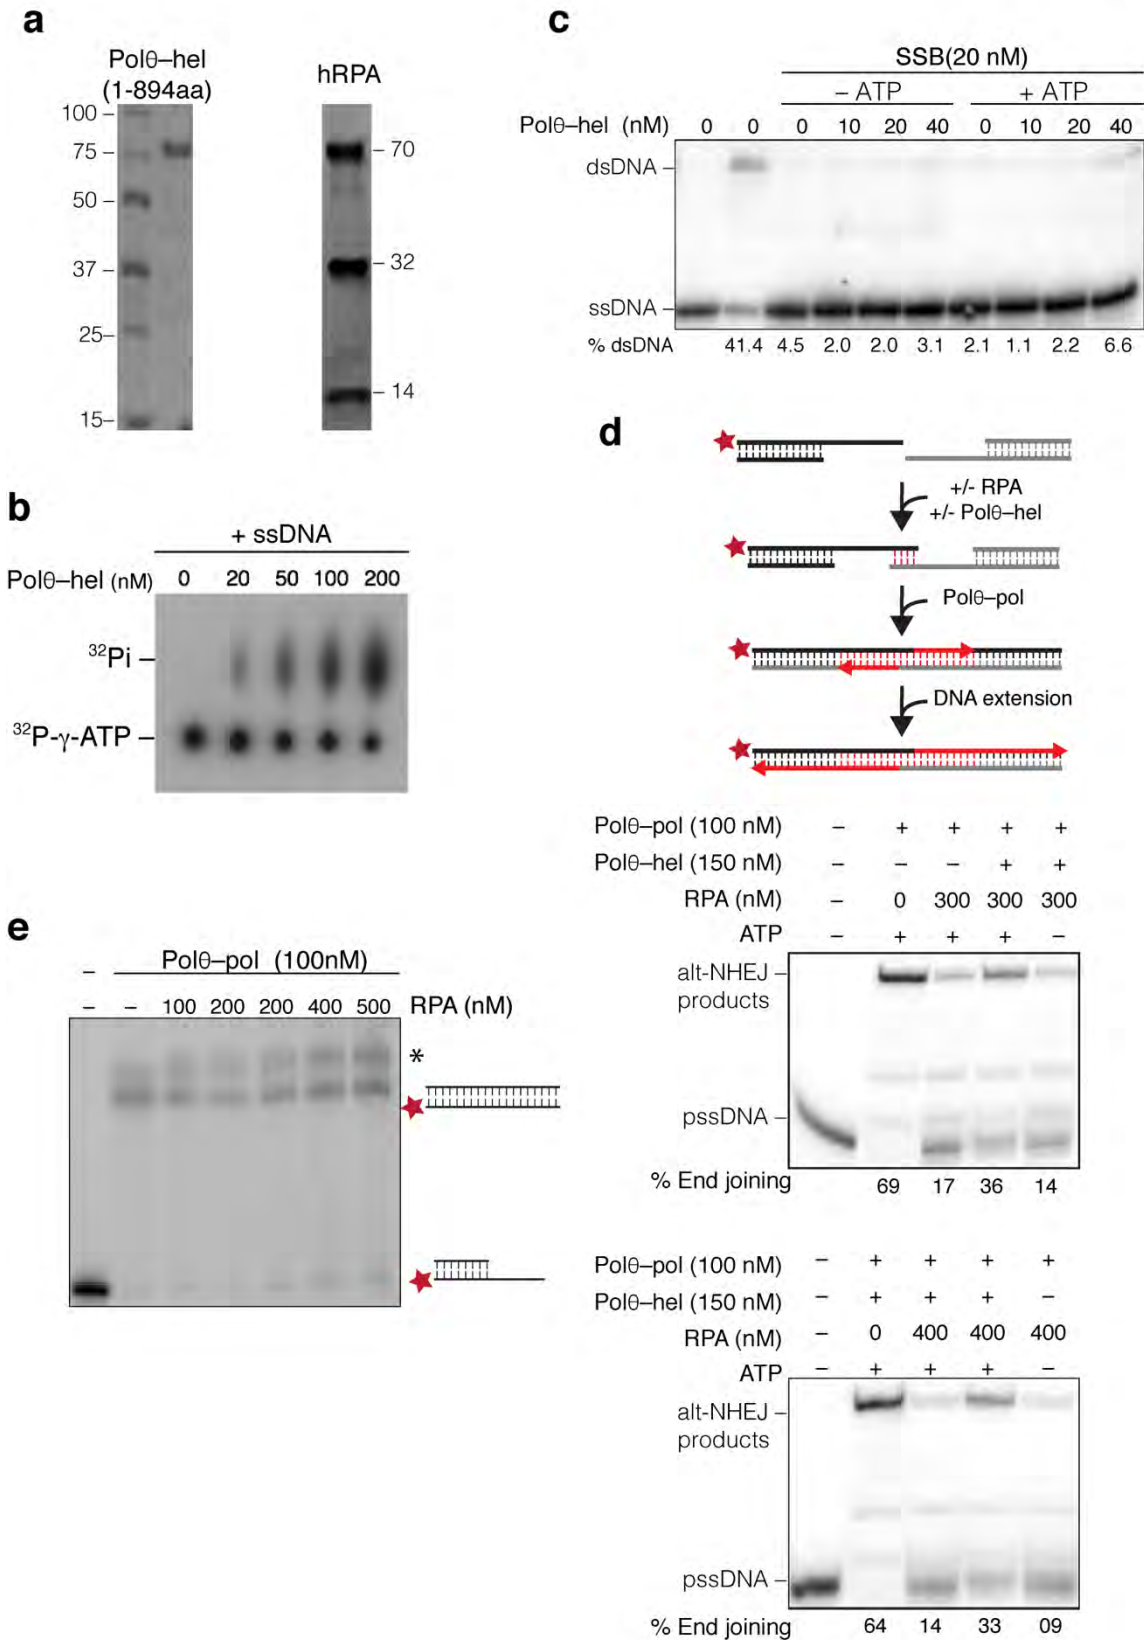 a
Polθ–hel
(1-894aa)
hRPA
100 –
75 –
50 –
37 –
25–
15–
– 70
– 32
– 14
b
+ ssDNA
Polθ–hel (nM) 0 20 50 100 200
³²Pi –
³²P-γ-ATP –
c
SSB(20 nM)
– ATP + ATP
Polθ–hel (nM) 0 0 0 10 20 40 0 10 20 40
dsDNA –
ssDNA –
% dsDNA 41.4 4.5 2.0 2.0 3.1 2.1 1.1 2.2 6.6
d
+/- RPA
+/- Polθ–hel
Polθ–pol
DNA extension
Polθ–pol (100 nM) – + + + +
Polθ–hel (150 nM) – – – + +
RPA (nM) – 0 300 300 300
ATP – + + + –
alt-NHEJ –
products
pssDNA –
% End joining 69 17 36 14
Polθ–pol (100 nM) – + + + +
Polθ–hel (150 nM) – + + + –
RPA (nM) – 0 400 400 400
ATP – + + + –
alt-NHEJ –
products
pssDNA –
% End joining 64 14 33 09
e
– Polθ–pol (100nM)
– – 100 200 200 400 500 RPA (nM)
*